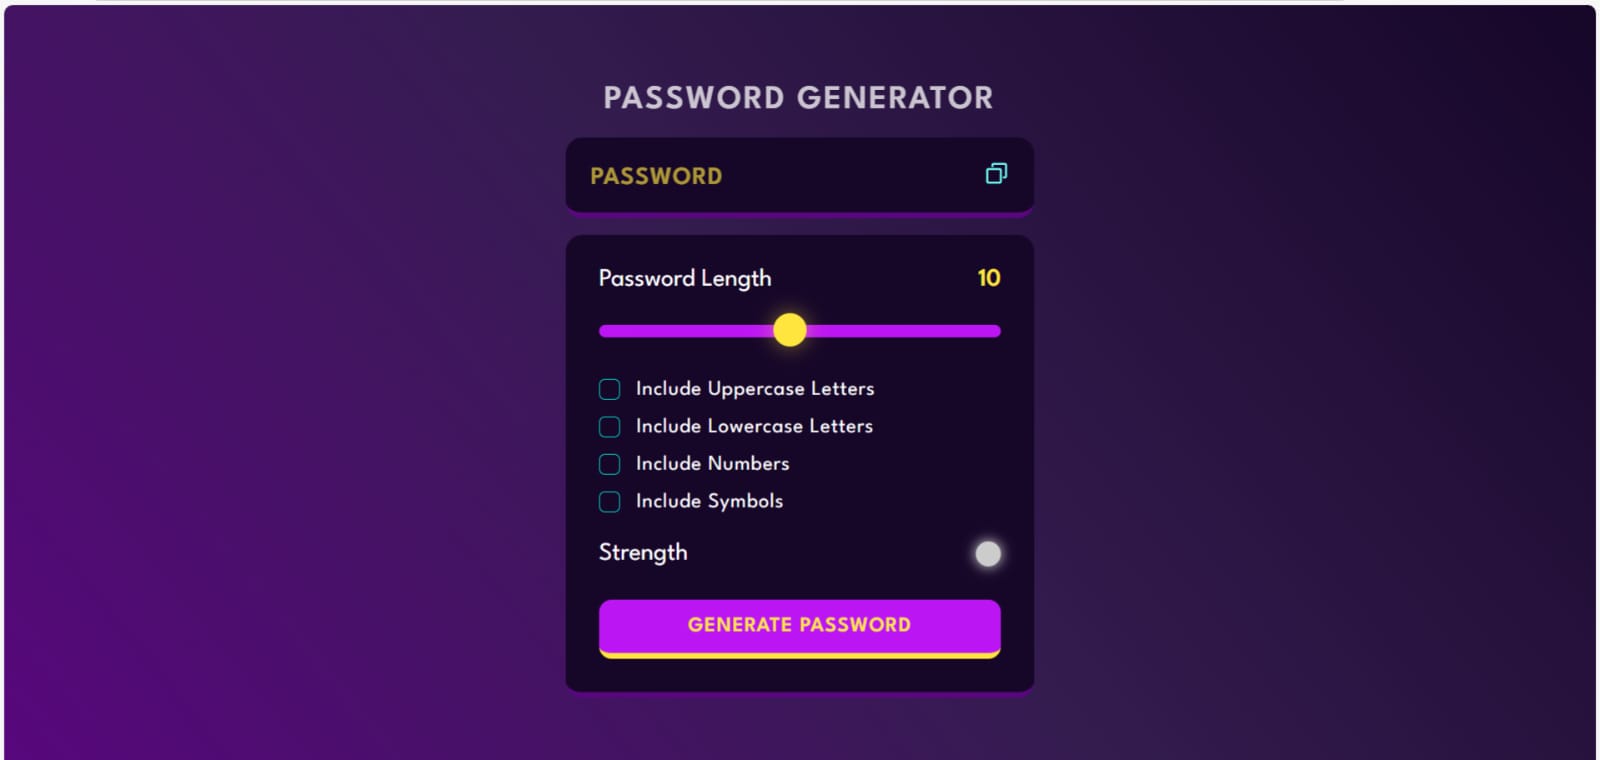 PASSWORD GENERATOR
PASSWORD
Password Length 10
Include Uppercase Letters
Include Lowercase Letters
Include Numbers
Include Symbols
Strength
GENERATE PASSWORD